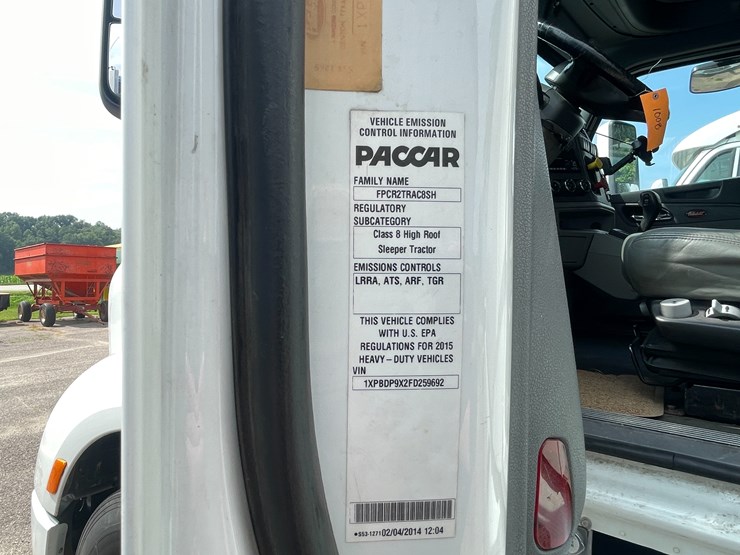 VEHICLE EMISSION
CONTROL INFORMATION
PACCAR
FAMILY NAME
FPCR2TRAC8SH
REGULATORY
SUBCATEGORY
Class 8 High Roof
Sleeper Tractor
EMISSIONS CONTROLS
LRRA, ATS, ARF, TGR
THIS VEHICLE COMPLIES
WITH U.S. EPA
REGULATIONS FOR 2015
HEAVY-DUTY VEHICLES
VIN
1XPBDP9X2FD259692
*S53-1271 02/04/2014 12:04